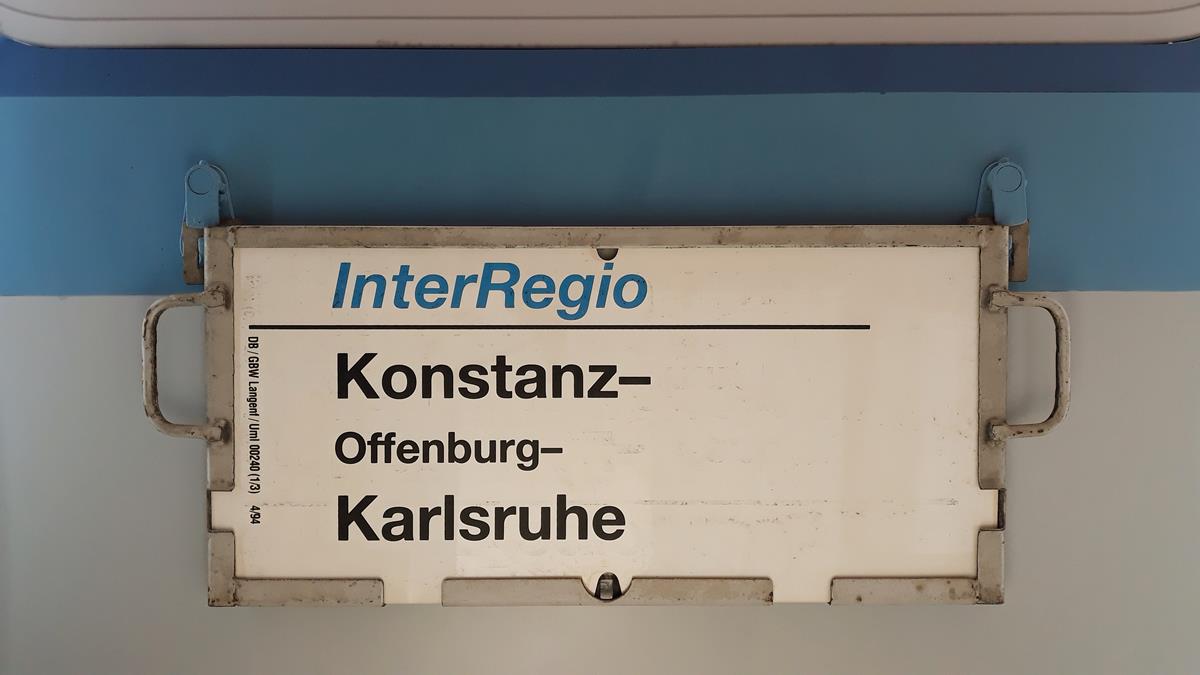 InterRegio
Konstanz–
Offenburg–
Karlsruhe
DB / GBW Langenf / Uml 00240 (1/3) 4/94